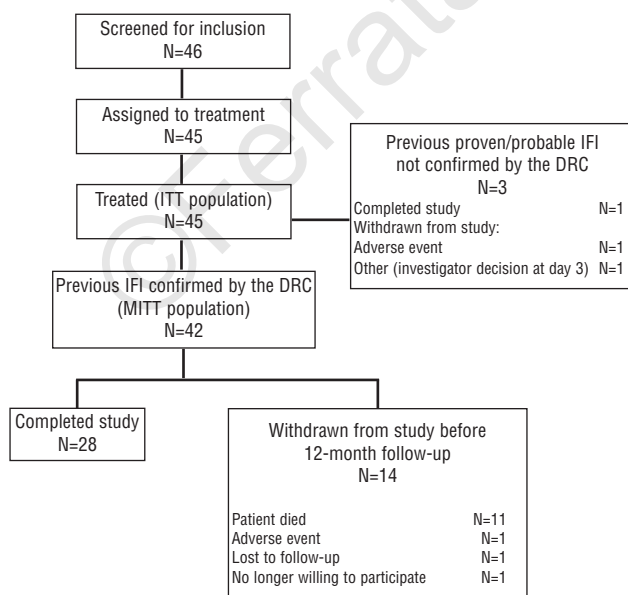 Screened for inclusion
N=46
Assigned to treatment
N=45
Treated (ITT population)
N=45
Previous proven/probable IFI
not confirmed by the DRC
N=3
Completed study N=1
Withdrawn from study:
Adverse event N=1
Other (investigator decision at day 3) N=1
Previous IFI confirmed by the DRC
(MITT population)
N=42
Completed study
N=28
Withdrawn from study before
12-month follow-up
N=14
Patient died N=11
Adverse event N=1
Lost to follow-up N=1
No longer willing to participate N=1